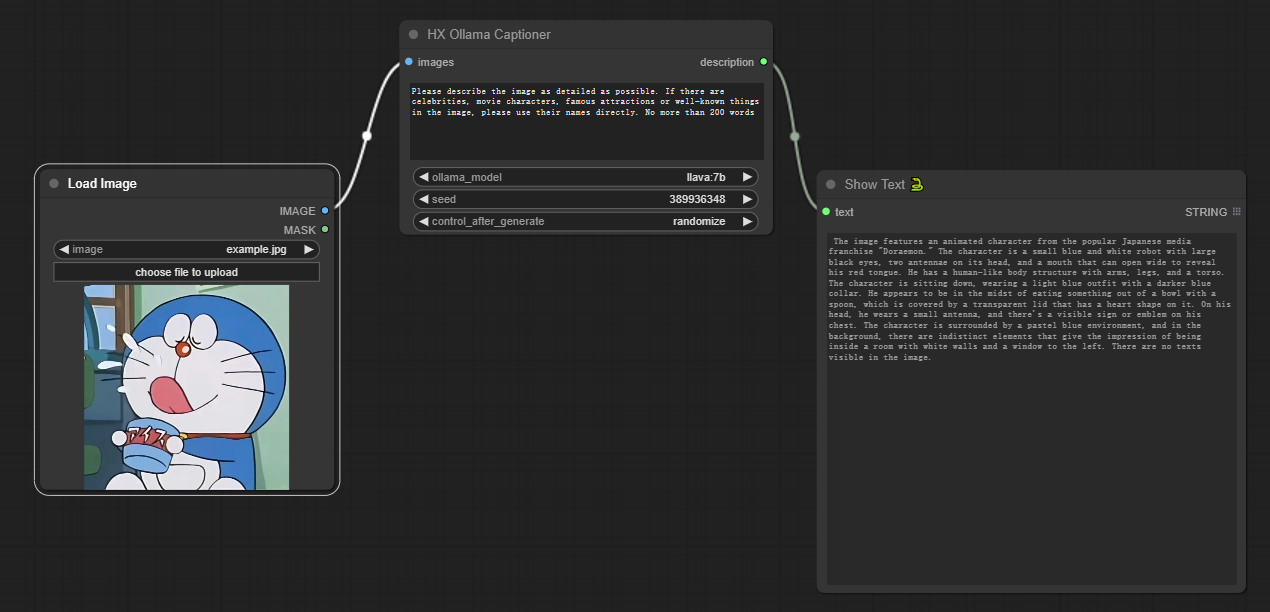 Load Image
IMAGE
MASK
image example.jpg
choose file to upload
HX Ollama Captioner
images description
Please describe the image as detailed as possible. If there are
celebrities, movie characters, famous attractions or well-known things
in the image, please use their names directly. No more than 200 words
ollama_model llava:7b
seed 389936348
control_after_generate randomize
Show Text 🐍
text STRING
The image features an animated character from the popular Japanese media
franchise "Doraemon." The character is a small blue and white robot with large
black eyes, two antennae on its head, and a mouth that can open wide to reveal
his red tongue. He has a human-like body structure with arms, legs, and a torso.
The character is sitting down, wearing a light blue outfit with a darker blue
collar. He appears to be in the midst of eating something out of a bowl with a
spoon, which is covered by a transparent lid that has a heart shape on it. On his
head, he wears a small antenna, and there's a visible sign or emblem on his
chest. The character is surrounded by a pastel blue environment, and in the
background, there are indistinct elements that give the impression of being
inside a room with white walls and a window to the left. There are no texts
visible in the image.